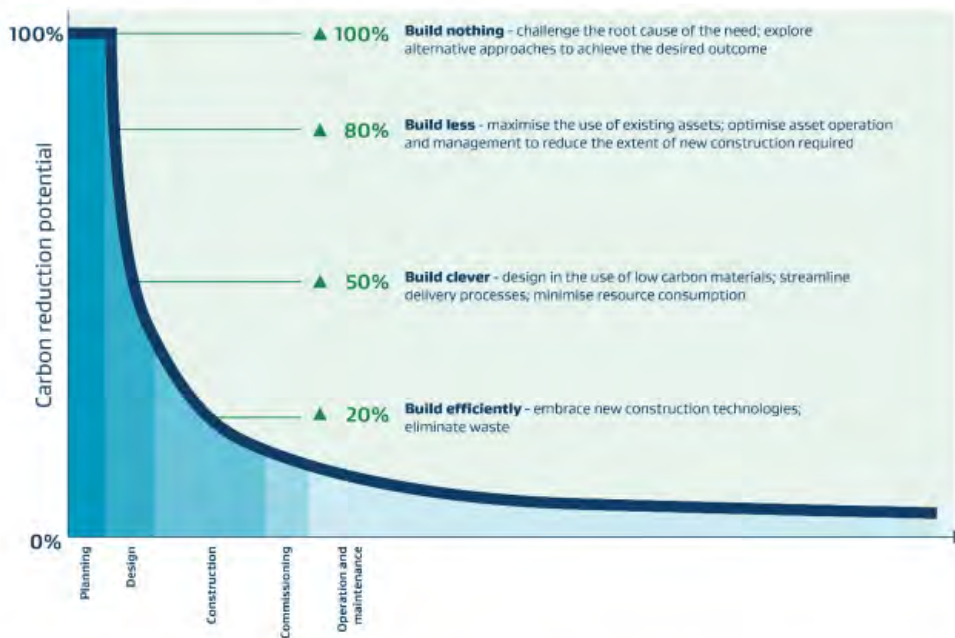 100%
▲ 100%
Build nothing - challenge the root cause of the need; explore
alternative approaches to achieve the desired outcome
▲ 80%
Build less - maximise the use of existing assets; optimise asset operation
and management to reduce the extent of new construction required
▲ 50%
Build clever - design in the use of low carbon materials; streamline
delivery processes; minimise resource consumption
▲ 20%
Build efficiently - embrace new construction technologies;
eliminate waste
Carbon reduction potential
0%
Planning
Design
Construction
Commissioning
Operation and
maintenance